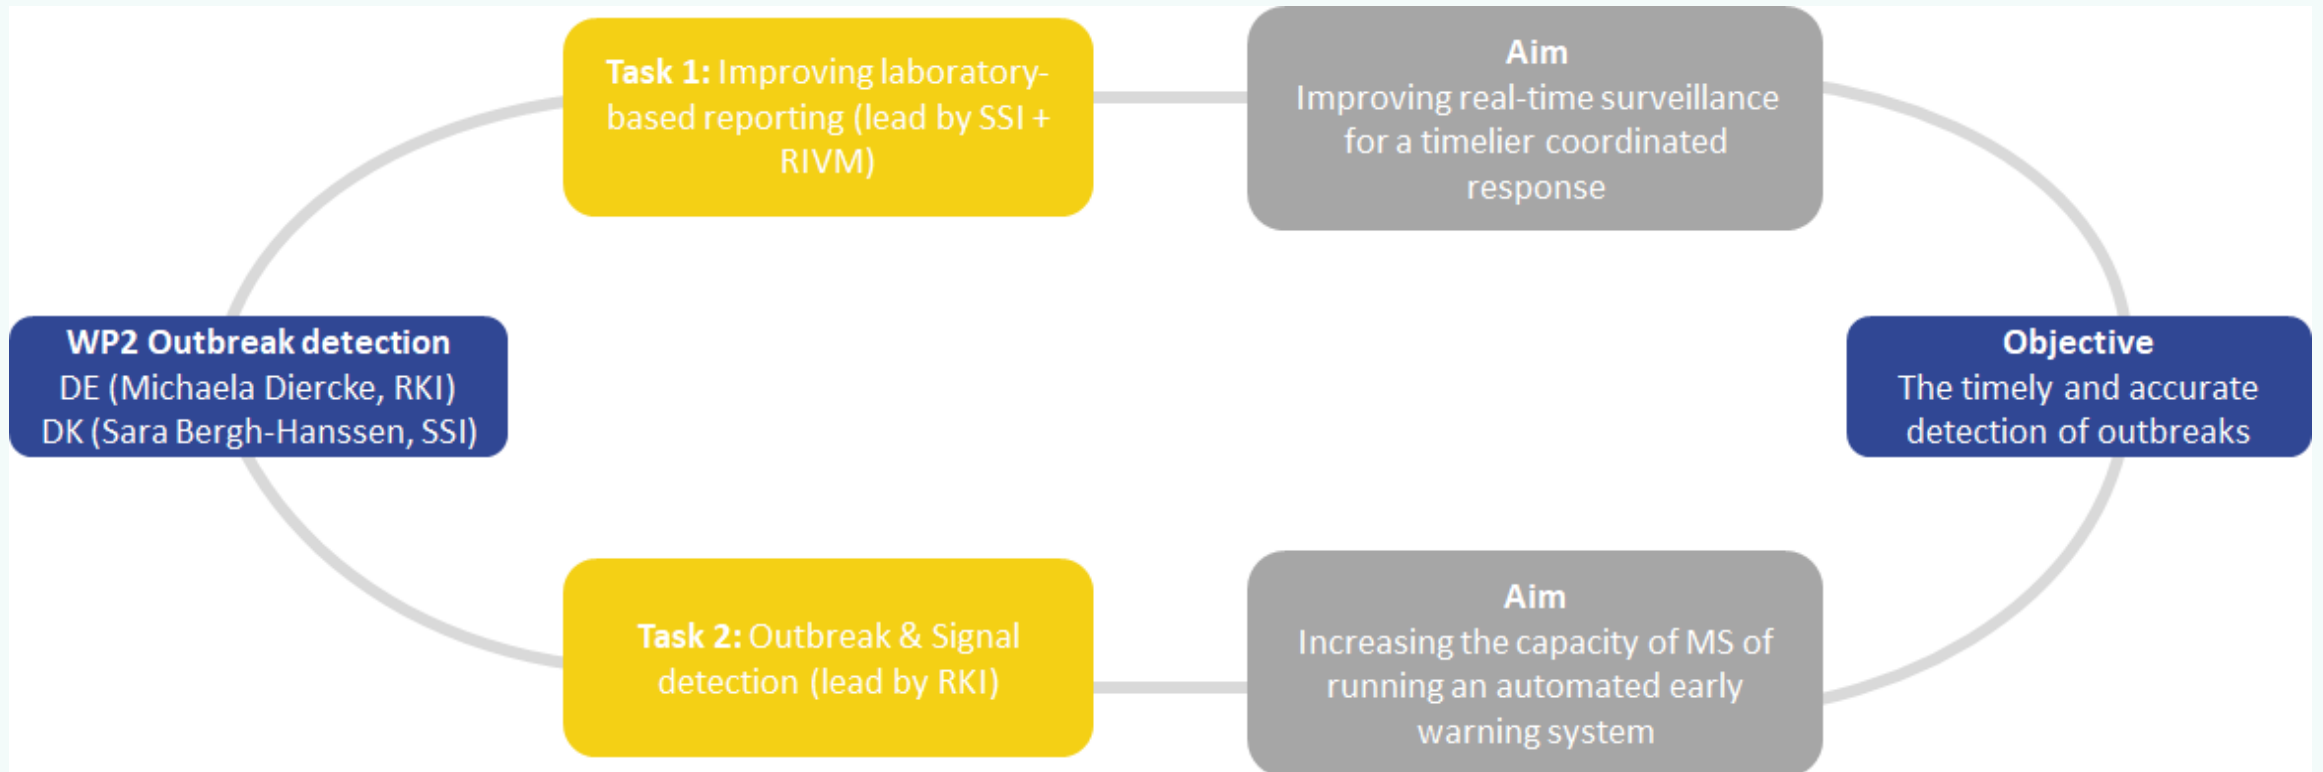 Task 1: Improving laboratory-
based reporting (lead by SSI +
RIVM)
Aim
Improving real-time surveillance
for a timelier coordinated
response
WP2 Outbreak detection
DE (Michaela Diercke, RKI)
DK (Sara Bergh-Hanssen, SSI)
Objective
The timely and accurate
detection of outbreaks
Task 2: Outbreak & Signal
detection (lead by RKI)
Aim
Increasing the capacity of MS of
running an automated early
warning system